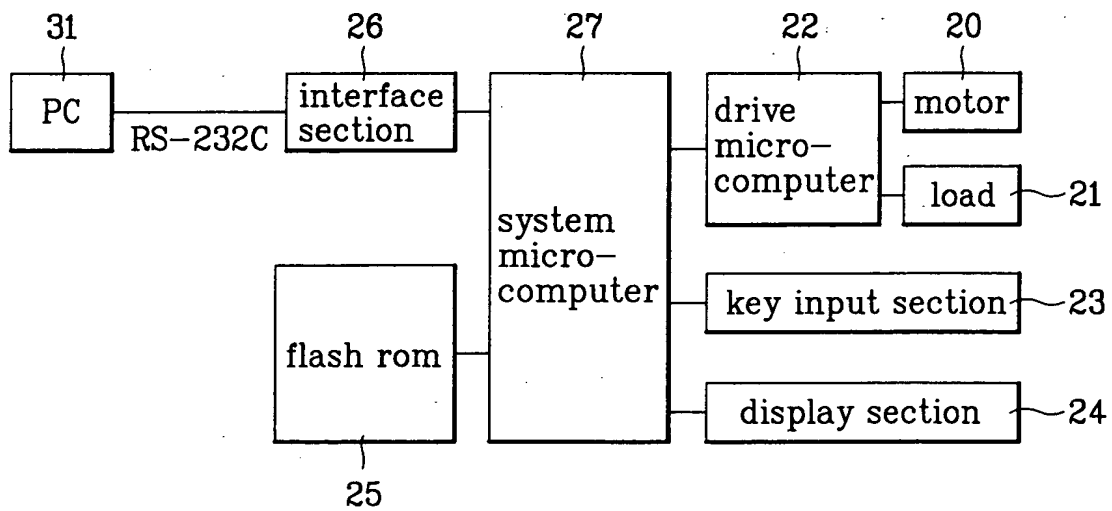 31
26
27
22
20
PC
RS-232C
interface
section
system
micro-
computer
drive
micro-
computer
motor
load
21
key input section
23
flash rom
display section
24
25